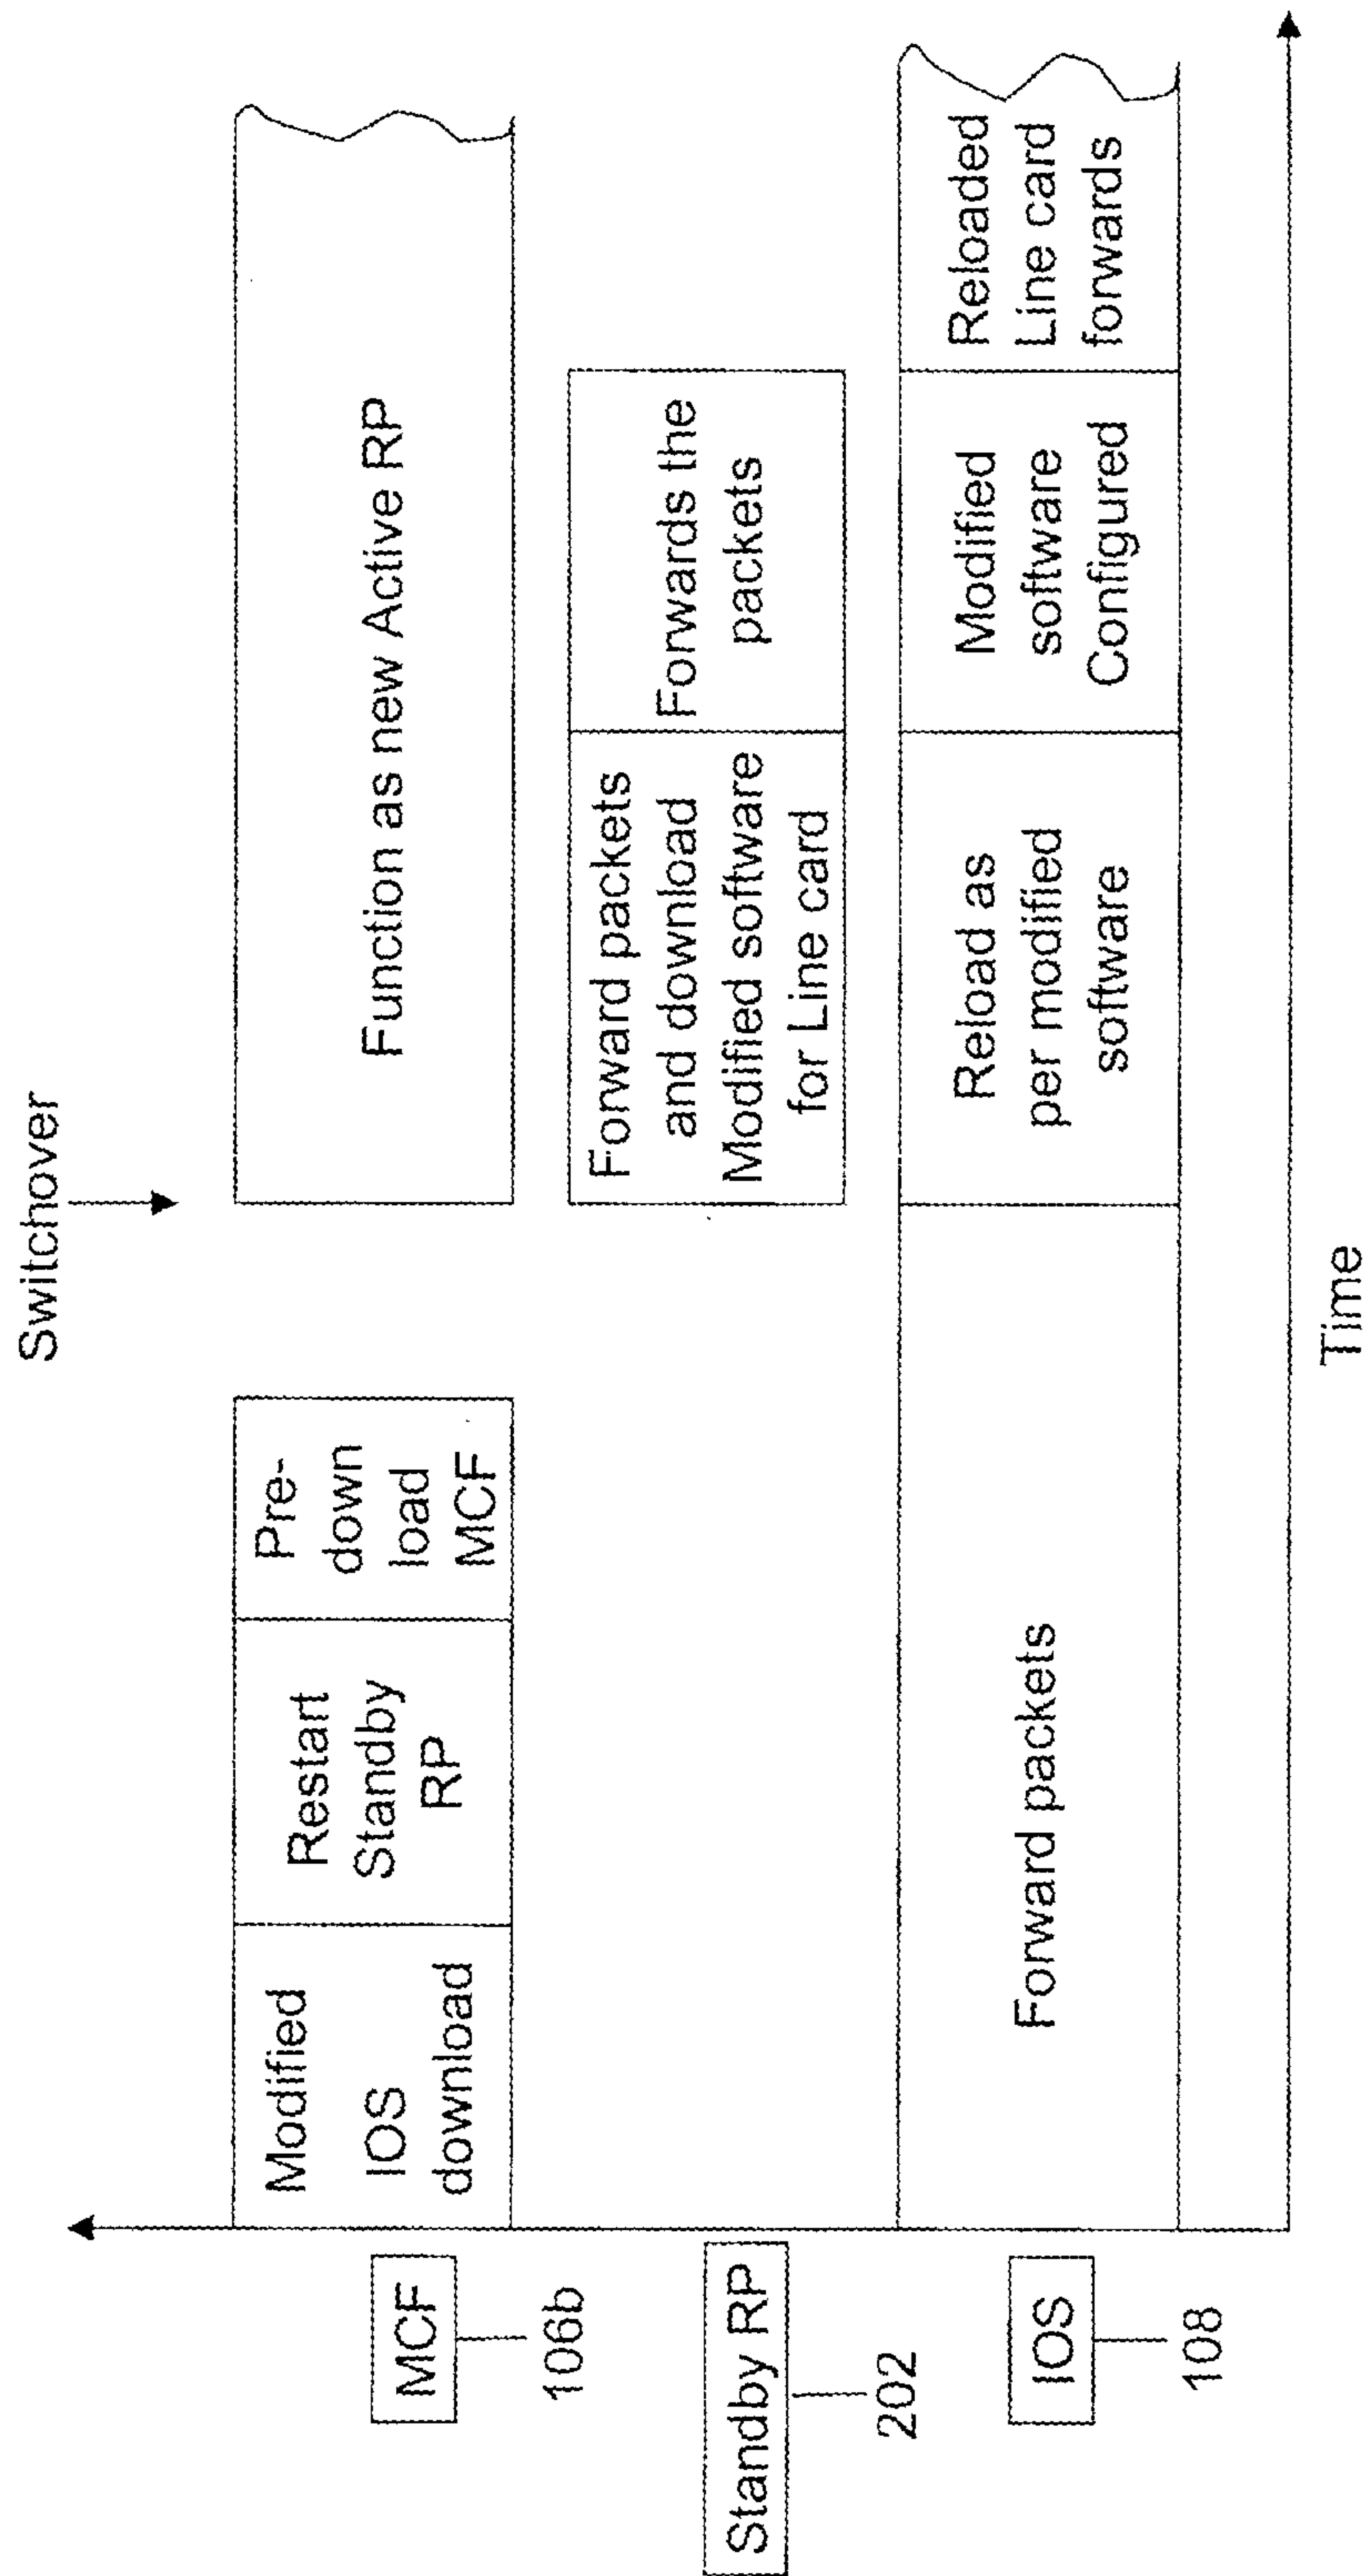 Switchover
MCF
106b
Modified
IOS
download
Restart
Standby
RP
Pre-
down
load
MCF
Function as new Active RP
Standby RP
202
Forward packets
and download
Modified software
for Line card
Forwards the
packets
IOS
108
Forward packets
Reload as
per modified
software
Modified
software
Configured
Reloaded
Line card
forwards
Time